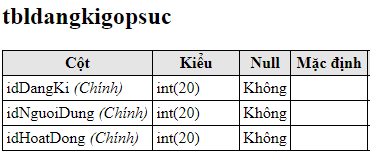 tbldangkigopsuc
Cột Kiểu Null Mặc định
idDangKi (Chính) int(20) Không
idNguoiDung (Chính) int(20) Không
idHoatDong (Chính) int(20) Không